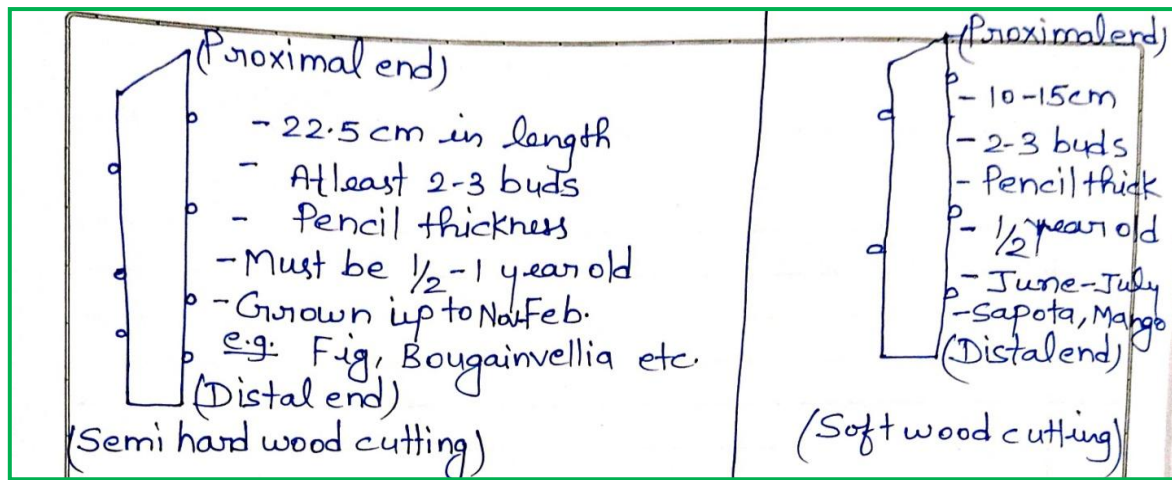 (Proximal end)
- 22.5 cm in length
- Atleast 2-3 buds
- Pencil thickness
- Must be 1/2 - 1 year old
- Grown up to Nov-Feb.
e.g. Fig, Bougainvellia etc.
(Distal end)
(Semi hard wood cutting)
(Proximal end)
- 10-15cm
- 2-3 buds
- Pencil thick
- 1/2 year old
- June-July
- Sapota, Mango
(Distal end)
(Soft wood cutting)